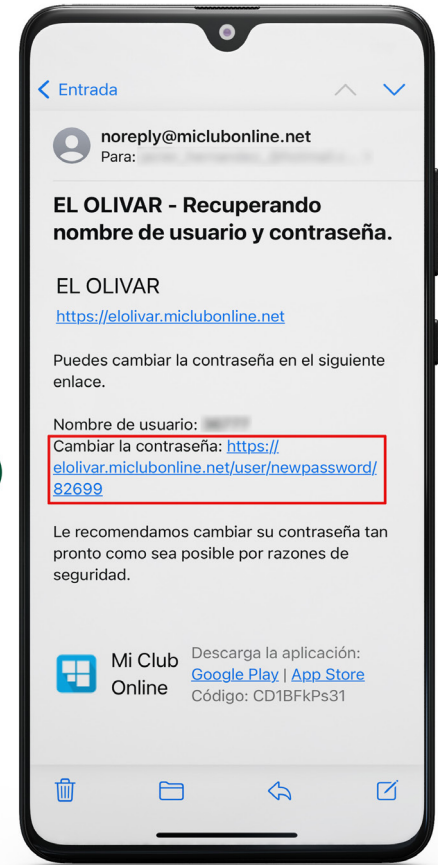 Entrada
noreply@miclubonline.net
Para:
EL OLIVAR - Recuperando
nombre de usuario y contraseña.
EL OLIVAR
https://elolivar.miclubonline.net
Puedes cambiar la contraseña en el siguiente
enlace.
Nombre de usuario:
Cambiar la contraseña: https://
elolivar.miclubonline.net/user/newpassword/
82699
Le recomendamos cambiar su contraseña tan
pronto como sea posible por razones de
seguridad.
Mi Club
Online
Descarga la aplicación:
Google Play | App Store
Código: CD1BFkPs31